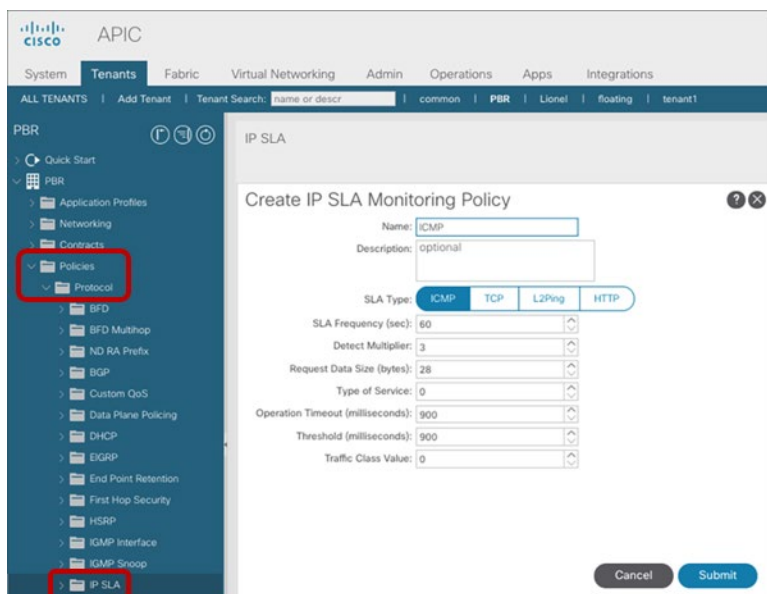 CISCO
APIC
System Tenants Fabric Virtual Networking Admin Operations Apps Integrations
ALL TENANTS | Add Tenant | Tenant Search: name or descr | common | PBR | Lionel | floating | tenant1
PBR
Quick Start
PBR
Application Profiles
Networking
Contracts
Policies
Protocol
BFD
BFD Multihop
ND RA Prefix
BGP
Custom QoS
Data Plane Policing
DHCP
EIGRP
End Point Retention
First Hop Security
HSRP
IGMP Interface
IGMP Snoop
IP SLA
IP SLA
Create IP SLA Monitoring Policy
Name: ICMP
Description: optional
SLA Type: ICMP TCP L2Ping HTTP
SLA Frequency (sec): 60
Detect Multiplier: 3
Request Data Size (bytes): 28
Type of Service: 0
Operation Timeout (milliseconds): 900
Threshold (milliseconds): 900
Traffic Class Value: 0
Cancel Submit